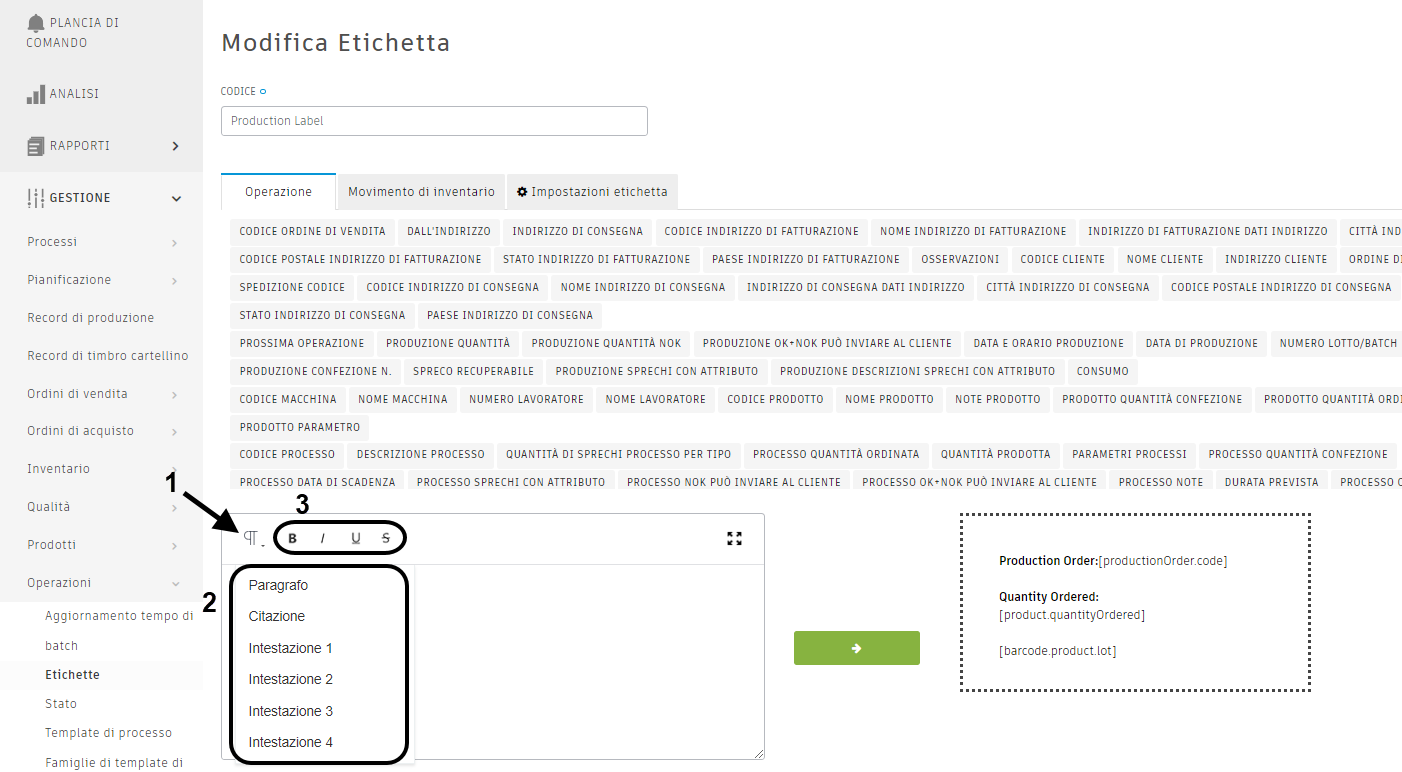 PLANCIA DI
COMANDO
ANALISI
RAPPORTI
GESTIONE
Processi
Pianificazione
Record di produzione
Record di timbro cartellino
Ordini di vendita
Ordini di acquisto
Inventario
Qualità
Prodotti
Operazioni
Aggiornamento tempo di
batch
Etichette
Stato
Template di processo
Famiglie di template di
Modifica Etichetta
CODICE
Production Label
Operazione Movimento di inventario Impostazioni etichetta
CODICE ORDINE DI VENDITA DALL'INDIRIZZO INDIRIZZO DI CONSEGNA CODICE INDIRIZZO DI FATTURAZIONE NOME INDIRIZZO DI FATTURAZIONE INDIRIZZO DI FATTURAZIONE DATI INDIRIZZO CITTÀ IND
CODICE POSTALE INDIRIZZO DI FATTURAZIONE STATO INDIRIZZO DI FATTURAZIONE PAESE INDIRIZZO DI FATTURAZIONE OSSERVAZIONI CODICE CLIENTE NOME CLIENTE INDIRIZZO CLIENTE ORDINE DI
SPEDIZIONE CODICE CODICE INDIRIZZO DI CONSEGNA NOME INDIRIZZO DI CONSEGNA INDIRIZZO DI CONSEGNA DATI INDIRIZZO CITTÀ INDIRIZZO DI CONSEGNA CODICE POSTALE INDIRIZZO DI CONSEGNA
STATO INDIRIZZO DI CONSEGNA PAESE INDIRIZZO DI CONSEGNA
PROSSIMA OPERAZIONE PRODUZIONE QUANTITÀ PRODUZIONE QUANTITÀ NOK PRODUZIONE OK+NOK PUÒ INVIARE AL CLIENTE DATA E ORARIO PRODUZIONE DATA DI PRODUZIONE NUMERO LOTTO/BATCH
PRODUZIONE CONFEZIONE N. SPRECO RECUPERABILE PRODUZIONE SPRECHI CON ATTRIBUTO PRODUZIONE DESCRIZIONI SPRECHI CON ATTRIBUTO CONSUMO
CODICE MACCHINA NOME MACCHINA NUMERO LAVORATORE NOME LAVORATORE CODICE PRODOTTO NOME PRODOTTO NOTE PRODOTTO PRODOTTO QUANTITÀ CONFEZIONE PRODOTTO QUANTITÀ ORDI
PRODOTTO PARAMETRO
CODICE PROCESSO DESCRIZIONE PROCESSO QUANTITÀ DI SPRECHI PROCESSO PER TIPO PROCESSO QUANTITÀ ORDINATA QUANTITÀ PRODOTTA PARAMETRI PROCESSI PROCESSO QUANTITÀ CONFEZIONE
PROCESSO DATA DI SCADENZA PROCESSO SPRECHI CON ATTRIBUTO PROCESSO NOK PUÒ INVIARE AL CLIENTE PROCESSO OK+NOK PUÒ INVIARE AL CLIENTE PROCESSO NOTE DURATA PREVISTA PROCESSO
1
3
B I U S
2
Paragrafo
Citazione
Intestazione 1
Intestazione 2
Intestazione 3
Intestazione 4
Production Order:[productionOrder.code]
Quantity Ordered:
[product.quantityOrdered]
[barcode.product.lot]